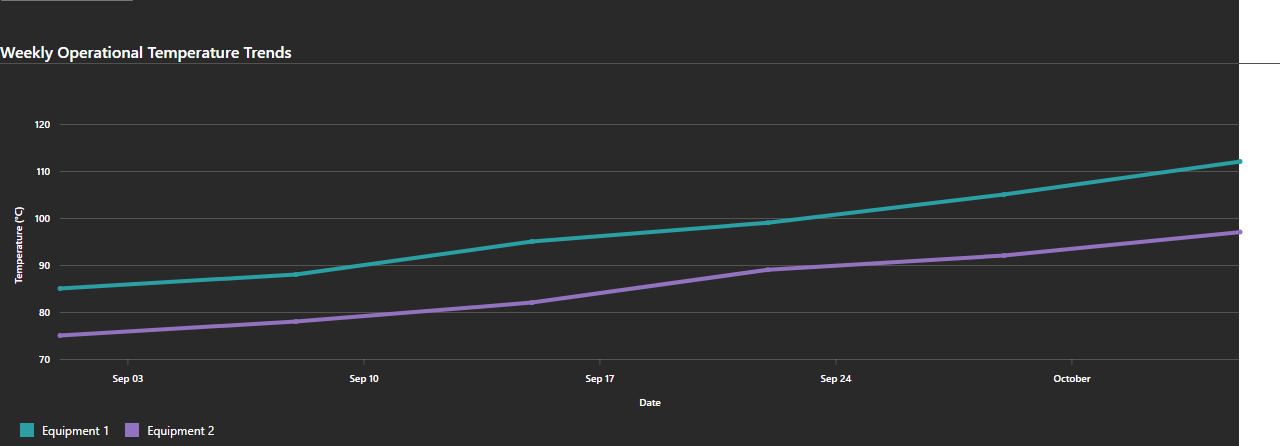 Weekly Operational Temperature Trends
120
110
100
90
80
70
Temperature (°C)
Sep 03
Sep 10
Sep 17
Sep 24
October
Date
Equipment 1
Equipment 2